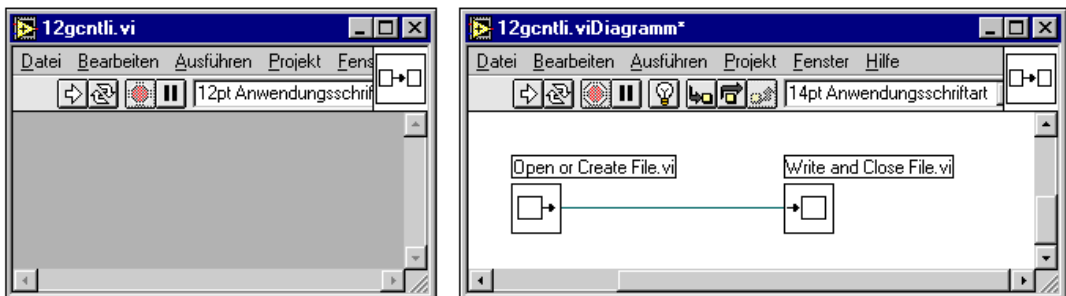 12gcntli.vi
Datei Bearbeiten Ausführen Projekt Fens
12pt Anwendungsschrif
12gcntli.viDiagramm*
Datei Bearbeiten Ausführen Projekt Fenster Hilfe
14pt Anwendungsschriftart
Open or Create File.vi
Write and Close File.vi